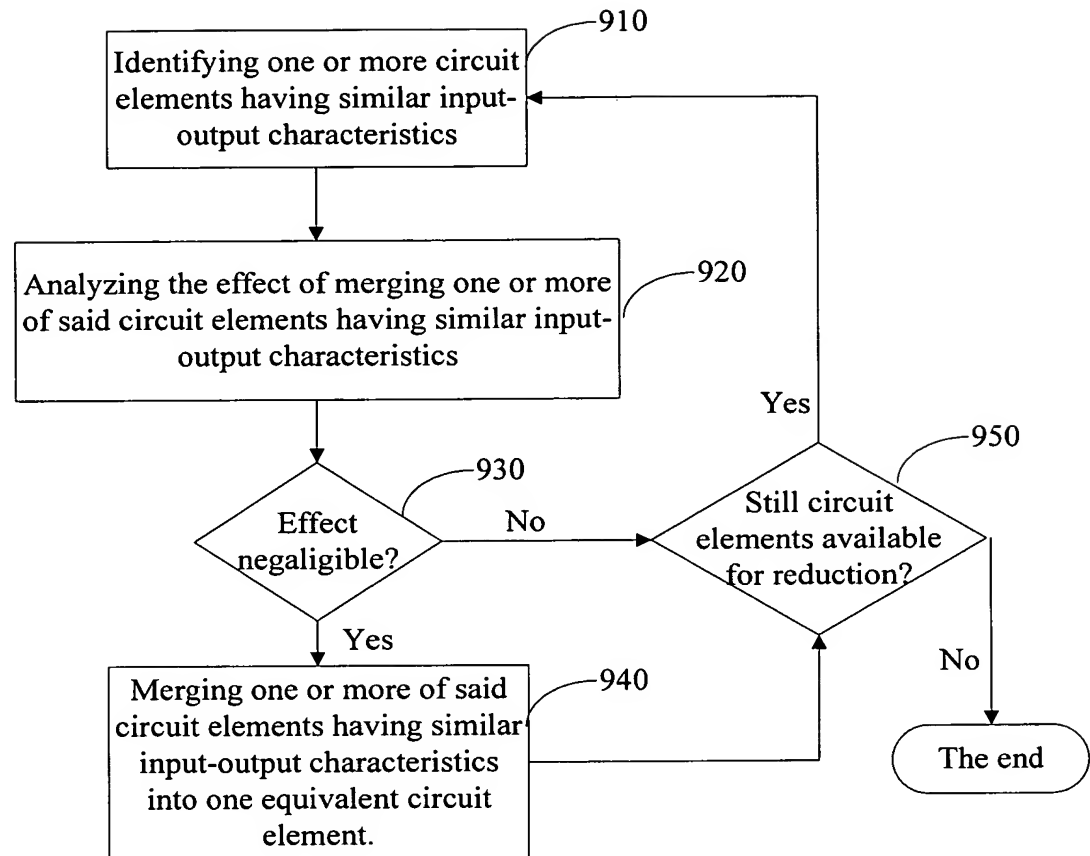 910
Identifying one or more circuit
elements having similar input-
output characteristics
920
Analyzing the effect of merging one or more
of said circuit elements having similar input-
output characteristics
930
Effect
negaligible?
No
Yes
940
Merging one or more of said
circuit elements having similar
input-output characteristics
into one equivalent circuit
element.
Yes
950
Still circuit
elements available
for reduction?
No
The end